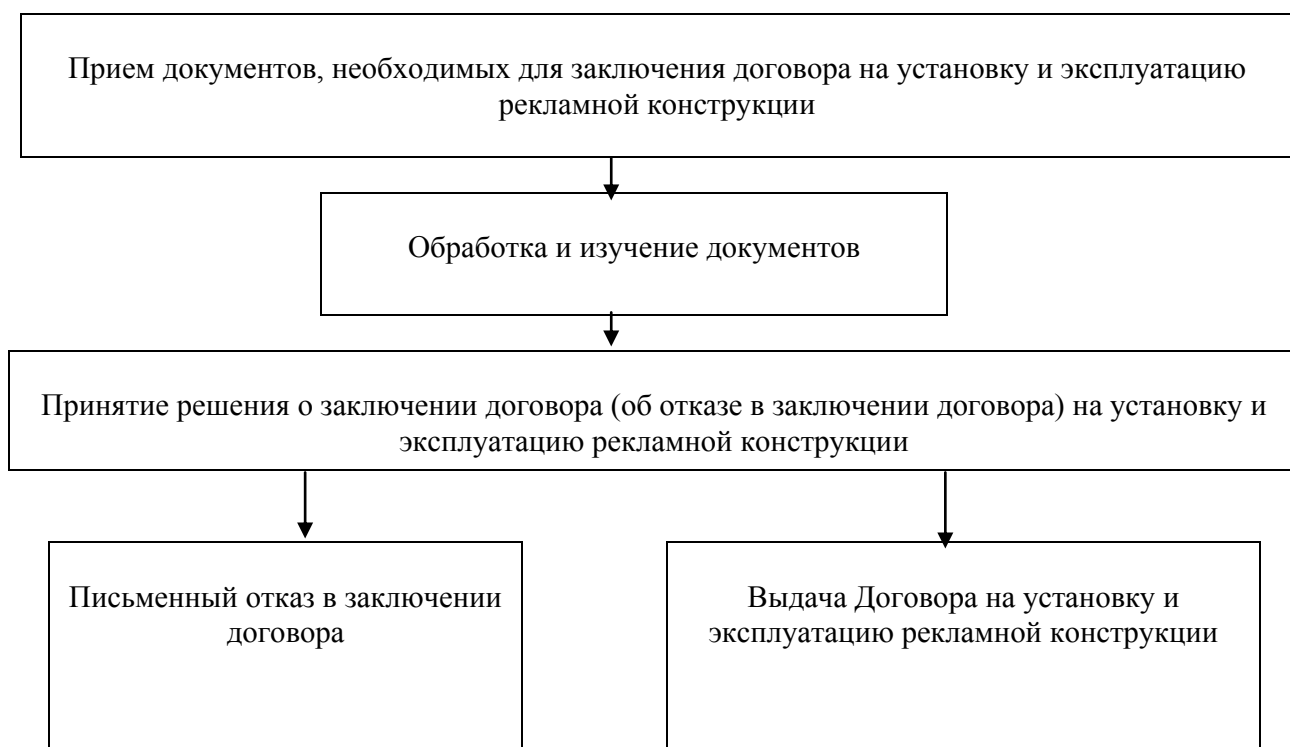 Прием документов, необходимых для заключения договора на установку и эксплуатацию
рекламной конструкции
Обработка и изучение документов
Принятие решения о заключении договора (об отказе в заключении договора) на установку и
эксплуатацию рекламной конструкции
Письменный отказ в заключении
договора
Выдача Договора на установку и
эксплуатацию рекламной конструкции